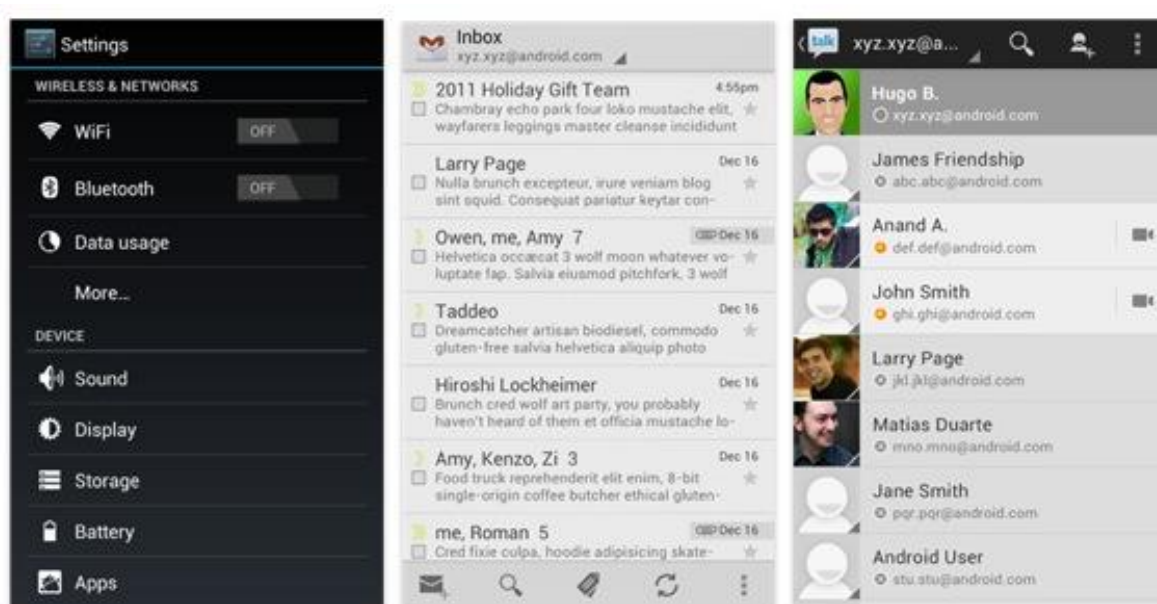 Settings
WIRELESS & NETWORKS
WiFi
OFF
Bluetooth
OFF
Data usage
More...
DEVICE
Sound
Display
Storage
Battery
Apps
Inbox
xyz.xyz@android.com
2011 Holiday Gift Team 4:55pm
Chambray echo park four loko mustache elit,
wayfarers leggings master cleanse incididunt
Larry Page Dec 16
Nulla brunch excepteur, irure veniam blog
sint squid. Consequat pariatur keytar con-
Owen, me, Amy 7 Dec 16
Helvetica occæcat 3 wolf moon whatever vo-
luptate fap. Salvia eiusmod pitchfork, 3 wolf
Taddeo Dec 16
Dreamcatcher artisan biodiesel, commodo
gluten-free salvia helvetica aliquip photo
Hiroshi Lockheimer Dec 16
Brunch cred wolf art party, you probably
haven't heard of them et officia mustache lo-
Amy, Kenzo, Zi 3 Dec 16
Food truck reprehenderit elit enim, 8-bit
single-origin coffee butcher ethical gluten-
me, Roman 5 Dec 16
Cred fixie culpa, hoodie adipisicing skate-
talk xyz.xyz@a...
Hugo B.
xyz.xyz@android.com
James Friendship
abc.abc@android.com
Anand A.
def.def@android.com
John Smith
ghi.ghi@android.com
Larry Page
jkl.jkl@android.com
Matias Duarte
mno.mno@android.com
Jane Smith
pqr.pqr@android.com
Android User
stu.stu@android.com